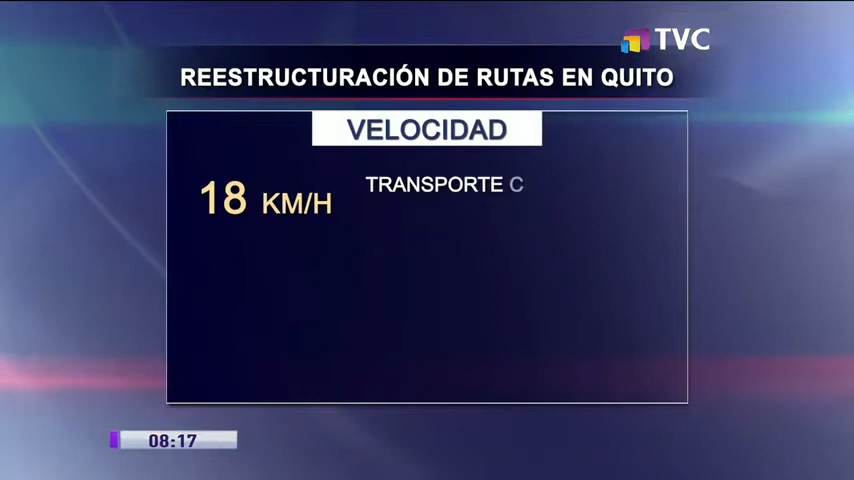 TVC
REESTRUCTURACIÓN DE RUTAS EN QUITO
VELOCIDAD
18 KM/H
TRANSPORTE C
08:17